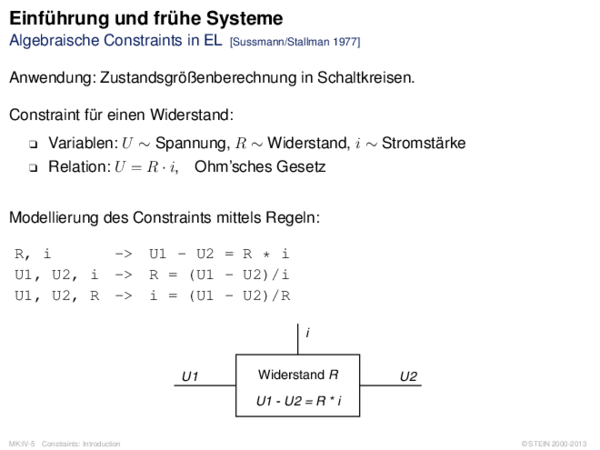 Einführung und frühe Systeme
Algebraische Constraints in EL [Sussmann/Stallman 1977]
Anwendung: Zustandsgrößenberechnung in Schaltkreisen.
Constraint für einen Widerstand:
❑ Variablen: U ∼ Spannung, R ∼ Widerstand, i ∼ Stromstärke
❑ Relation: U = R · i, Ohm'sches Gesetz
Modellierung des Constraints mittels Regeln:
R, i -> U1 - U2 = R * i
U1, U2, i -> R = (U1 - U2)/i
U1, U2, R -> i = (U1 - U2)/R
i
U1 Widerstand R U2
U1 - U2 = R * i
MK:IV-5 Constraints: Introduction © STEIN 2000-2013